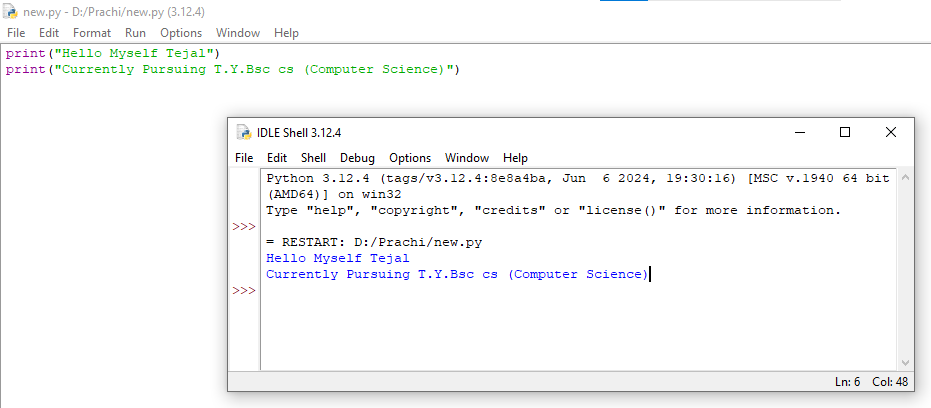 new.py - D:/Prachi/new.py (3.12.4)
File Edit Format Run Options Window Help
print("Hello Myself Tejal")
print("Currently Pursuing T.Y.Bsc cs (Computer Science)")
IDLE Shell 3.12.4
File Edit Shell Debug Options Window Help
Python 3.12.4 (tags/v3.12.4:8e8a4ba, Jun  6 2024, 19:30:16) [MSC v.1940 64 bit
(AMD64)] on win32
Type "help", "copyright", "credits" or "license()" for more information.
>>>
= RESTART: D:/Prachi/new.py
Hello Myself Tejal
Currently Pursuing T.Y.Bsc cs (Computer Science)
>>>
Ln: 6 Col: 48